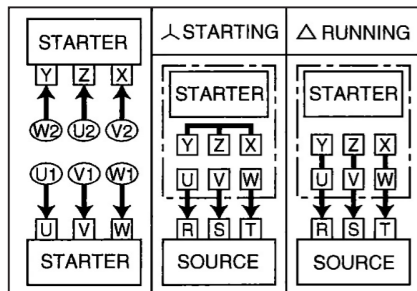 STARTER
Y Z X
W2 U2 V2
U1 V1 W1
U V W
STARTER
⅄ STARTING
STARTER
Y Z X
U V W
R S T
SOURCE
△ RUNNING
STARTER
Y Z X
U V W
R S T
SOURCE